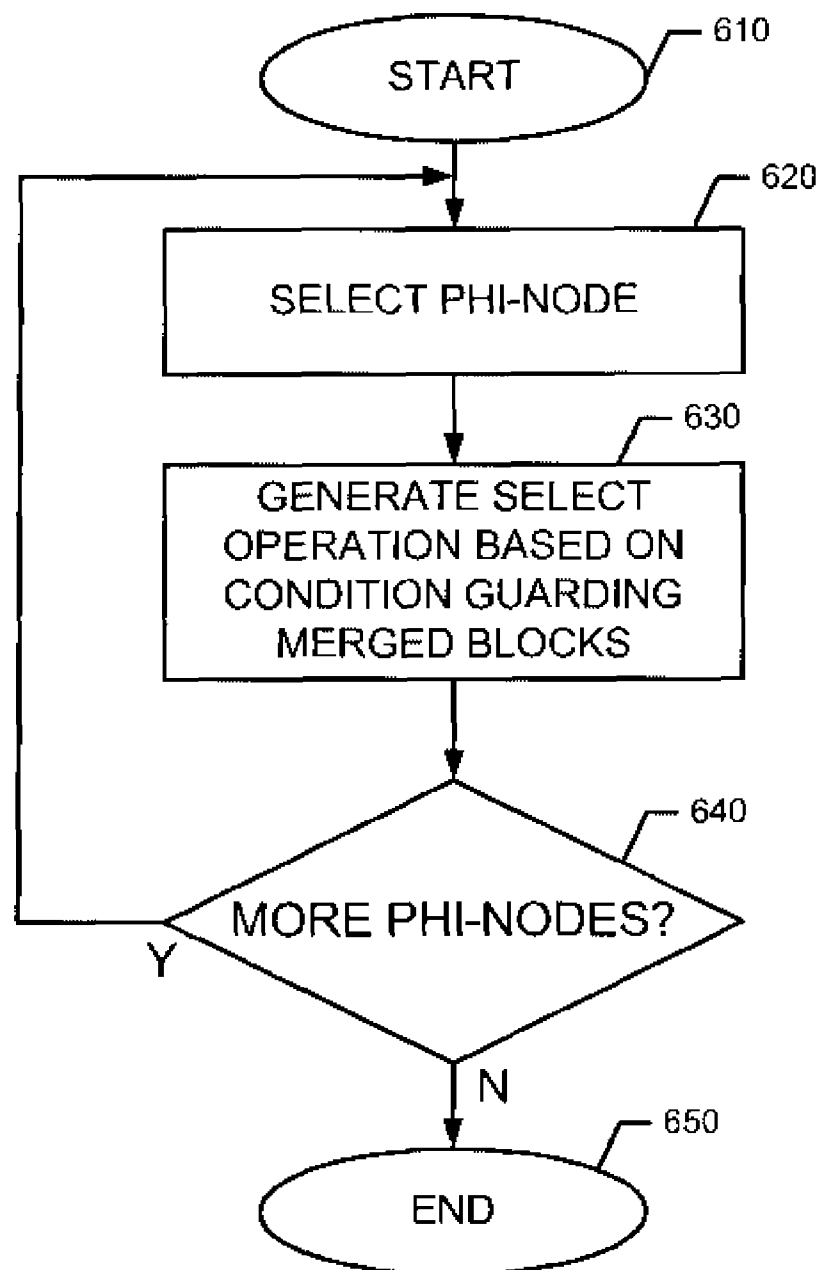 610
START
620
SELECT PHI-NODE
630
GENERATE SELECT
OPERATION BASED ON
CONDITION GUARDING
MERGED BLOCKS
640
MORE PHI-NODES?
Y
N
650
END